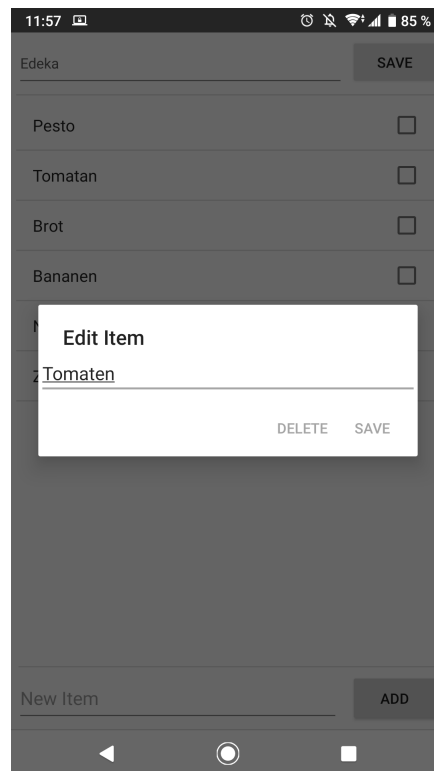 11:57 85 %
Edeka SAVE
Pesto
Tomatan
Brot
Bananen
Edit Item
Tomaten
DELETE SAVE
New Item ADD